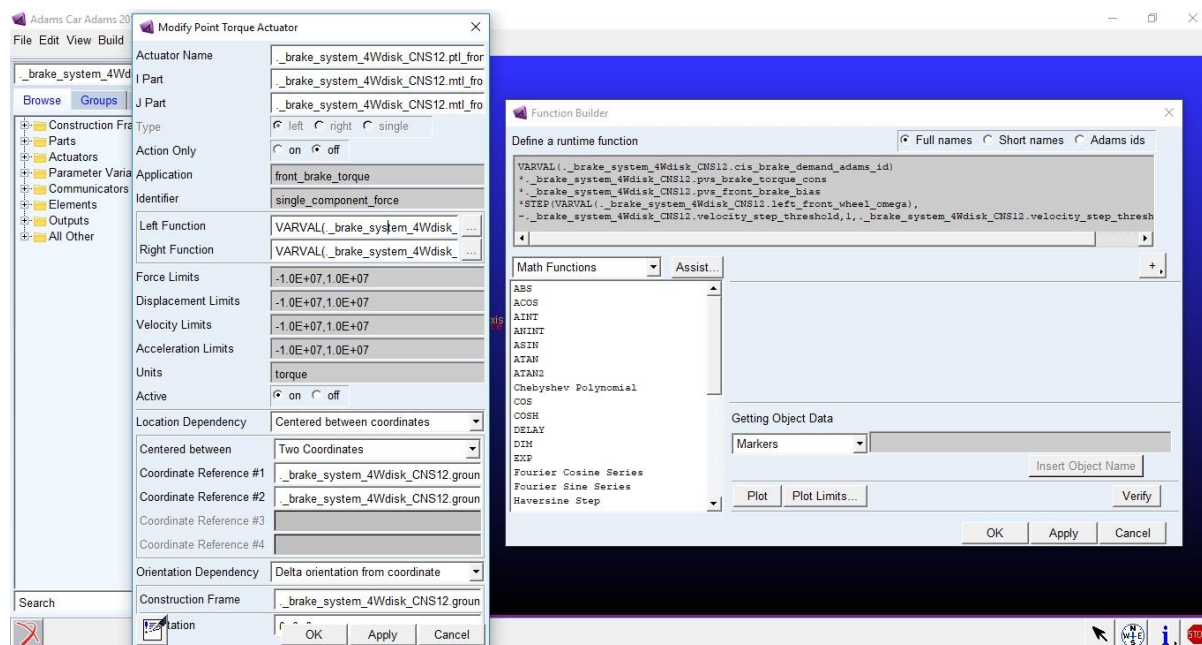 Adams Car Adams 20
File Edit View Build
._brake_system_4Wd
Browse Groups
Construction Fra
Parts
Actuators
Parameter Varia
Communicators
Elements
Outputs
All Other
Search
Modify Point Torque Actuator
Actuator Name ._brake_system_4Wdisk_CNS12.ptl_fror
I Part ._brake_system_4Wdisk_CNS12.mtl_fro
J Part ._brake_system_4Wdisk_CNS12.mtl_fro
Type left right single
Action Only on off
Application front_brake_torque
Identifier single_component_force
Left Function VARVAL(._brake_system_4Wdisk_ ...
Right Function VARVAL(._brake_system_4Wdisk_ ...
Force Limits -1.0E+07,1.0E+07
Displacement Limits -1.0E+07,1.0E+07
Velocity Limits -1.0E+07,1.0E+07
Acceleration Limits -1.0E+07,1.0E+07
Units torque
Active on off
Location Dependency Centered between coordinates
Centered between Two Coordinates
Coordinate Reference #1 ._brake_system_4Wdisk_CNS12.groun
Coordinate Reference #2 ._brake_system_4Wdisk_CNS12.groun
Coordinate Reference #3
Coordinate Reference #4
Orientation Dependency Delta orientation from coordinate
Construction Frame ._brake_system_4Wdisk_CNS12.groun
tation
OK Apply Cancel
xis
Function Builder
Define a runtime function Full names Short names Adams ids
VARVAL(._brake_system_4Wdisk_CNS12.cis_brake_demand_adams_id)
*._brake_system_4Wdisk_CNS12.pvs_brake_torque_cons
*._brake_system_4Wdisk_CNS12.pvs_front_brake_bias
*STEP(VARVAL(._brake_system_4Wdisk_CNS12.left_front_wheel_omega),
-._brake_system_4Wdisk_CNS12.velocity_step_threshold,1,._brake_system_4Wdisk_CNS12.velocity_step_thresh
Math Functions Assist... +
ABS
ACOS
AINT
ANINT
ASIN
ATAN
ATAN2
Chebyshev Polynomial
COS
COSH
DELAY
DIM
EXP
Fourier Cosine Series
Fourier Sine Series
Haversine Step
Getting Object Data
Markers
Insert Object Name
Plot Plot Limits... Verify
OK Apply Cancel
N
W E
S
i
STO